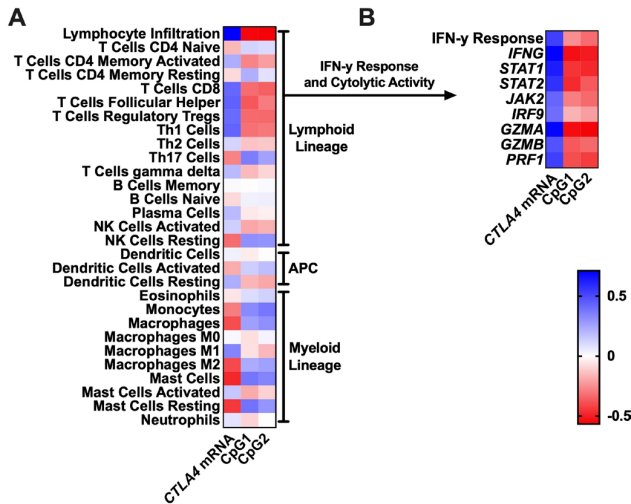 A
Lymphocyte Infiltration
T Cells CD4 Naive
T Cells CD4 Memory Activated
T Cells CD4 Memory Resting
T Cells CD8
T Cells Follicular Helper
T Cells Regulatory Tregs
Th1 Cells
Th2 Cells
Th17 Cells
T Cells gamma delta
B Cells Memory
B Cells Naive
Plasma Cells
NK Cells Activated
NK Cells Resting
Dendritic Cells
Dendritic Cells Activated
Dendritic Cells Resting
Eosinophils
Monocytes
Macrophages
Macrophages M0
Macrophages M1
Macrophages M2
Mast Cells
Mast Cells Activated
Mast Cells Resting
Neutrophils
CTLA4 mRNA
CpG1
CpG2
Lymphoid
Lineage
APC
Myeloid
Lineage
IFN-y Response
and Cytolytic Activity
B
IFN-y Response
IFNG
STAT1
STAT2
JAK2
IRF9
GZMA
GZMB
PRF1
CTLA4 mRNA
CpG1
CpG2
0.5
0
-0.5